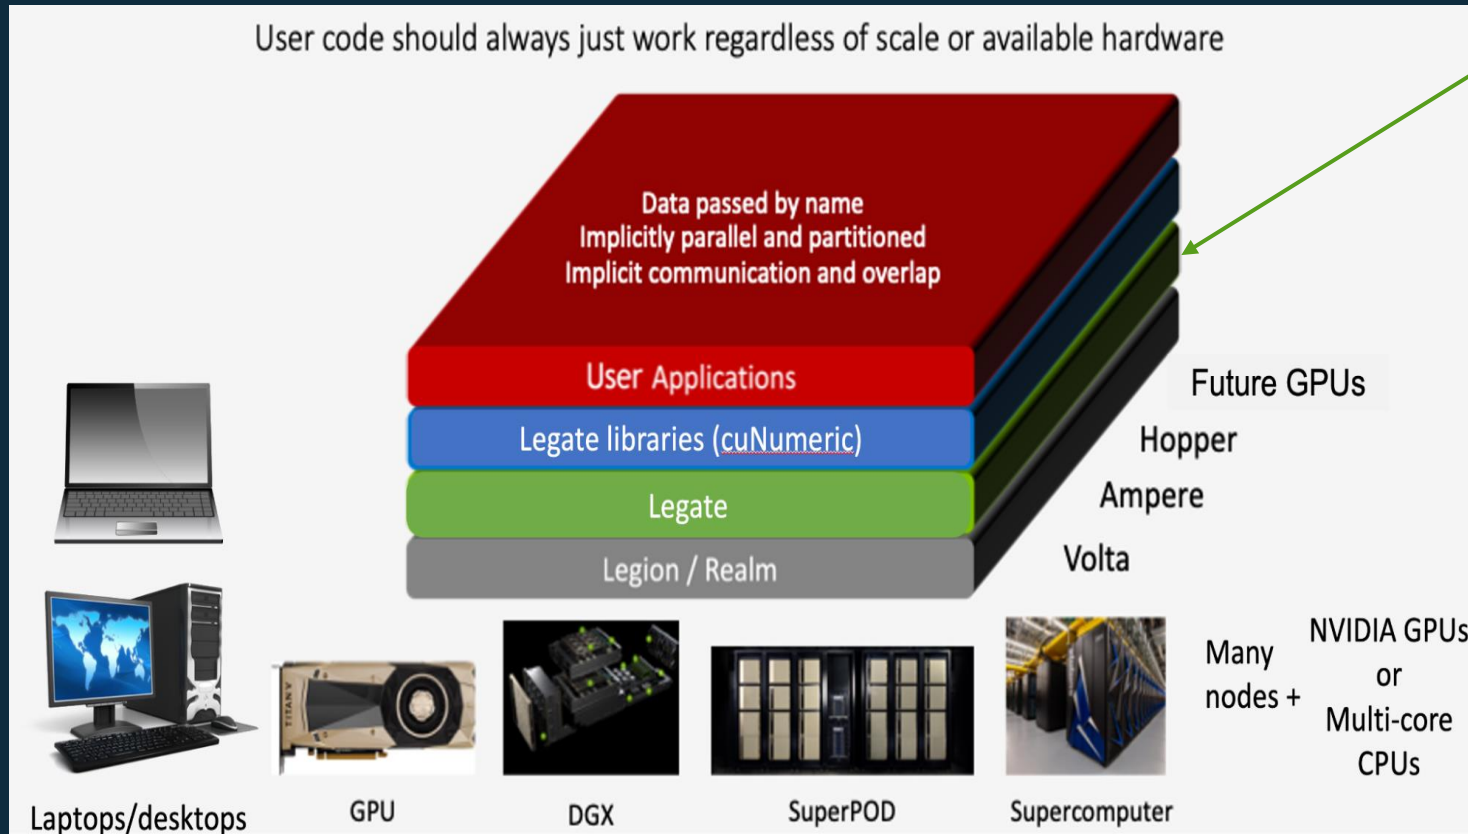 User code should always just work regardless of scale or available hardware
Data passed by name
Implicitly parallel and partitioned
Implicit communication and overlap
User Applications
Legate libraries (cuNumeric)
Legate
Legion / Realm
Future GPUs
Hopper
Ampere
Volta
TITAN V
Laptops/desktops
GPU
DGX
SuperPOD
Supercomputer
Many
nodes +
NVIDIA GPUs
or
Multi-core
CPUs